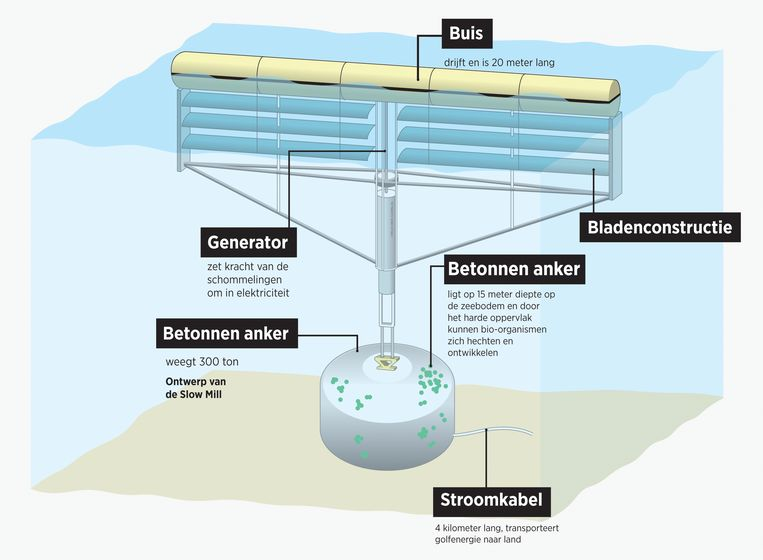 Buis
drijft en is 20 meter lang
Bladenconstructie
Generator
zet kracht van de
schommelingen
om in elektriciteit
Betonnen anker
ligt op 15 meter diepte op
de zeebodem en door
het harde oppervlak
kunnen bio-organismen
zich hechten en
ontwikkelen
Betonnen anker
weegt 300 ton
Ontwerp van
de Slow Mill
Stroomkabel
4 kilometer lang, transporteert
golfenergie naar land